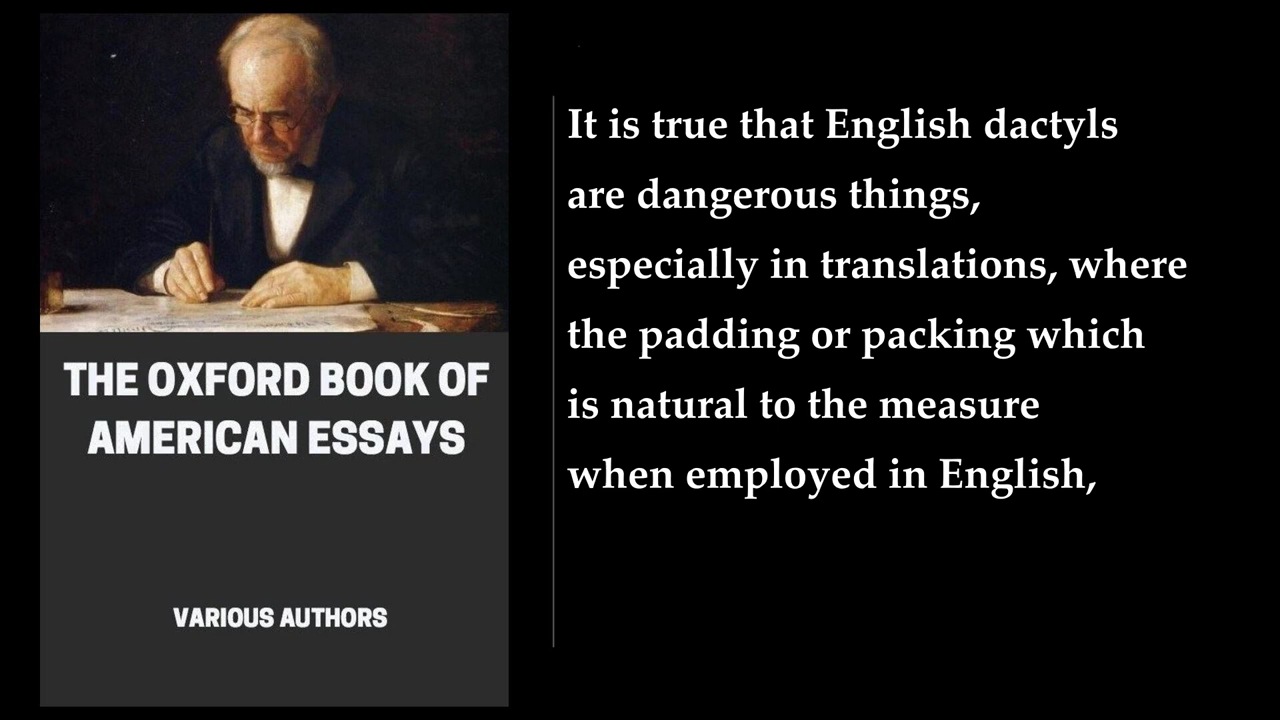 THE OXFORD BOOK OF
AMERICAN ESSAYS
VARIOUS AUTHORS
It is true that English dactyls
are dangerous things,
especially in translations, where
the padding or packing which
is natural to the measure
when employed in English,